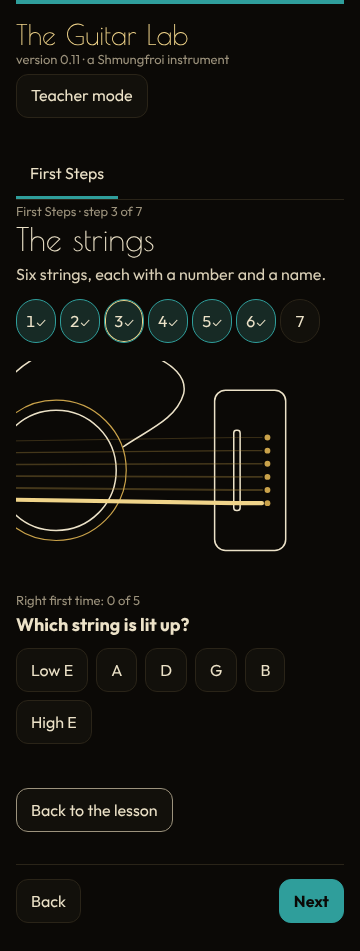 The Guitar Lab
version 0.11 · a Shmungfroi instrument
Teacher mode
First Steps
First Steps · step 3 of 7
The strings
Six strings, each with a number and a name.
1✓ 2✓ 3✓ 4✓ 5✓ 6✓ 7
Right first time: 0 of 5
Which string is lit up?
Low E A D G B
High E
Back to the lesson
Back Next